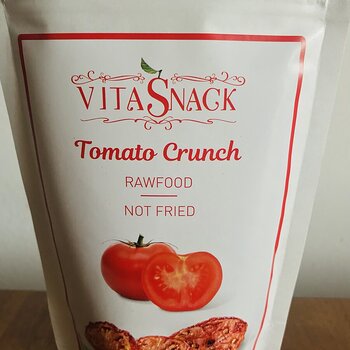 VITASNACK
Tomato Crunch
RAWFOOD
NOT FRIED